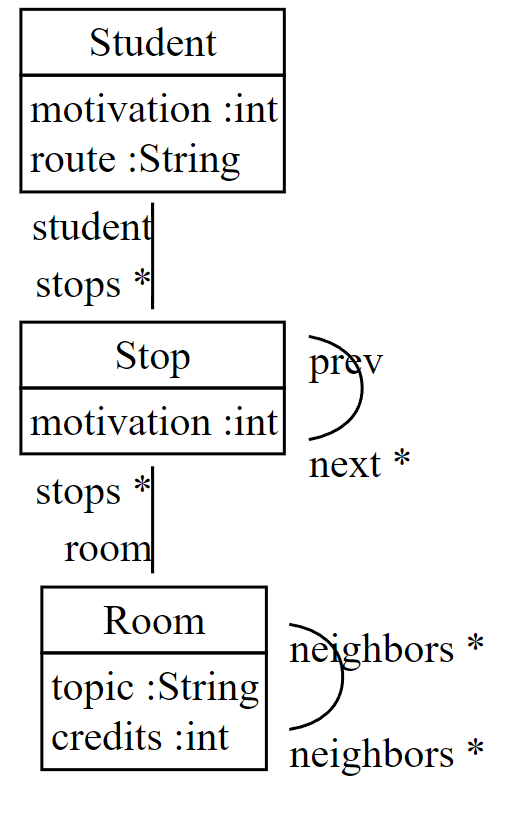 Student
motivation :int
route :String
student
stops *
Stop
motivation :int
prev
next *
stops *
room
Room
topic :String
credits :int
neighbors *
neighbors *